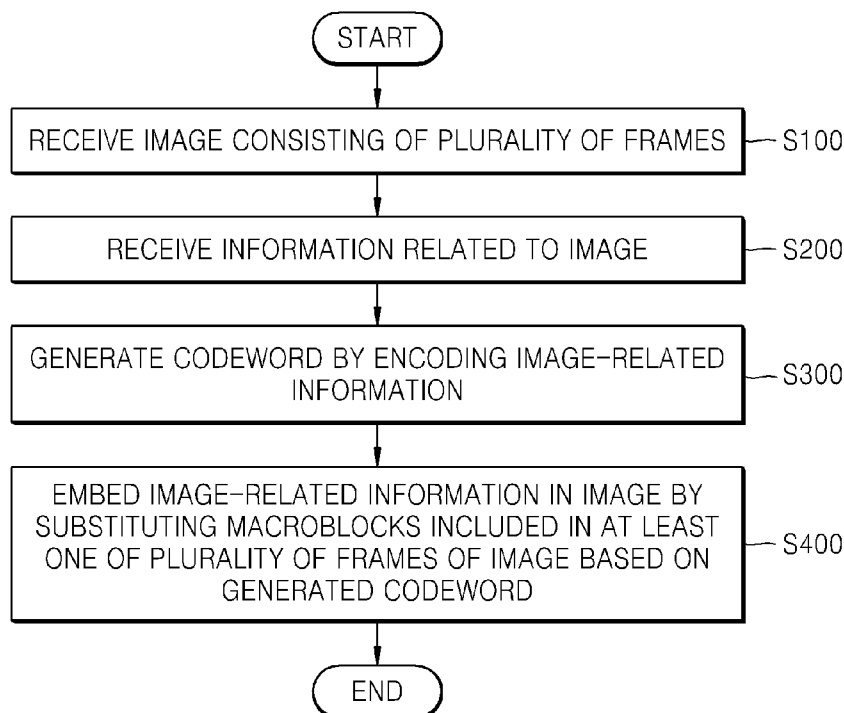 START
RECEIVE IMAGE CONSISTING OF PLURALITY OF FRAMES
S100
RECEIVE INFORMATION RELATED TO IMAGE
S200
GENERATE CODEWORD BY ENCODING IMAGE-RELATED
INFORMATION
S300
EMBED IMAGE-RELATED INFORMATION IN IMAGE BY
SUBSTITUTING MACROBLOCKS INCLUDED IN AT LEAST
ONE OF PLURALITY OF FRAMES OF IMAGE BASED ON
GENERATED CODEWORD
S400
END